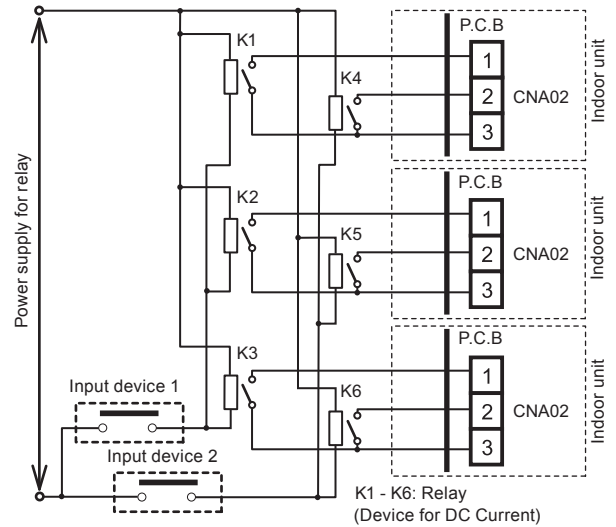 P.C.B
K1
1
K4
2
CNA02
3
Indoor unit
P.C.B
K2
1
K5
2
CNA02
3
Indoor unit
Power supply for relay
P.C.B
K3
1
Input device 1
K6
2
CNA02
3
Indoor unit
Input device 2
K1 - K6: Relay
(Device for DC Current)